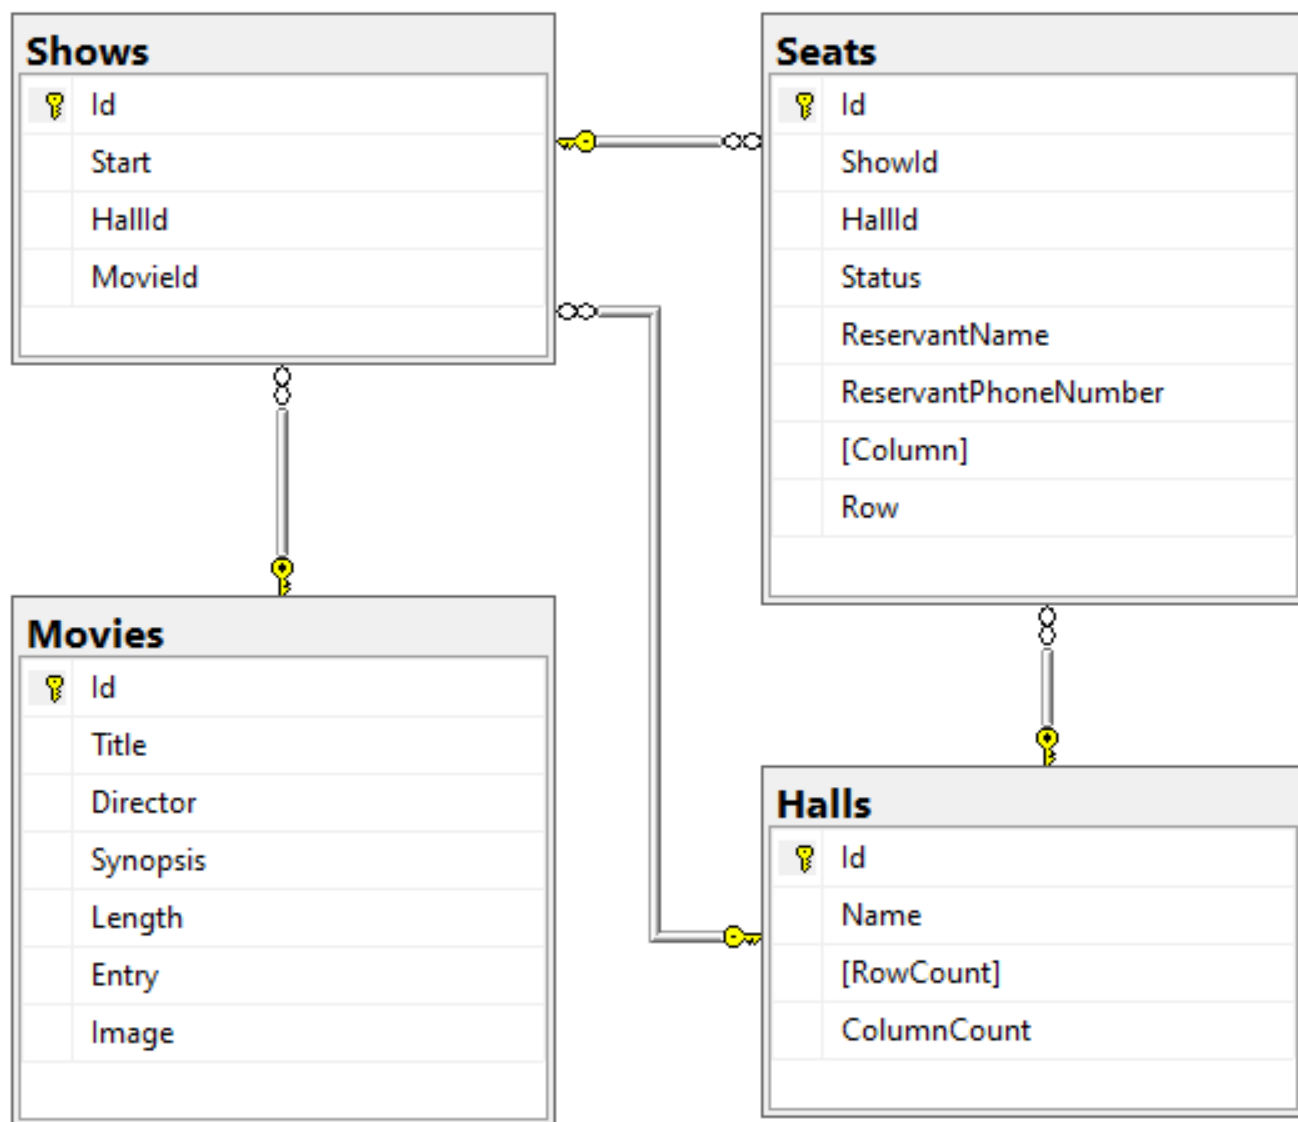 Shows
Id
Start
HallId
MovieId
Seats
Id
ShowId
HallId
Status
ReservantName
ReservantPhoneNumber
[Column]
Row
Movies
Id
Title
Director
Synopsis
Length
Entry
Image
Halls
Id
Name
[RowCount]
ColumnCount